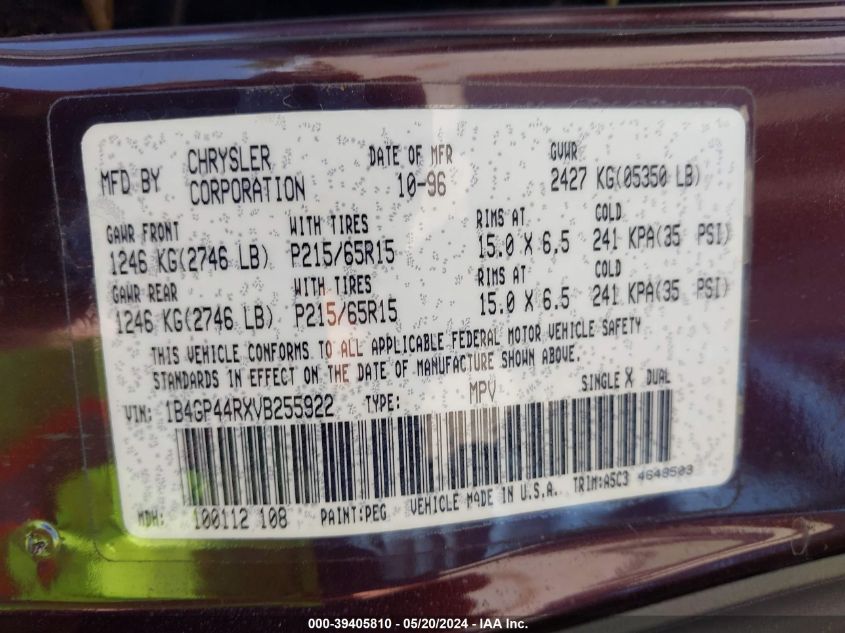 MFD BY CHRYSLER CORPORATION DATE OF MFR 10-96 GVWR 2427 KG(05350 LB)
GAWR FRONT WITH TIRES RIMS AT COLD
1246 KG(2746 LB) P215/65R15 15.0 X 6.5 241 KPA(35 PSI)
GAWR REAR WITH TIRES RIMS AT COLD
1246 KG(2746 LB) P215/65R15 15.0 X 6.5 241 KPA(35 PSI)
THIS VEHICLE CONFORMS TO ALL APPLICABLE FEDERAL MOTOR VEHICLE SAFETY
STANDARDS IN EFFECT ON THE DATE OF MANUFACTURE SHOWN ABOVE.
VIN: 1B4GP44RXVB255922 TYPE: MPV SINGLE X DUAL
MDH: 100112 108 PAINT:PEG VEHICLE MADE IN U.S.A. TRIM:A5C3 4648503
000-39405810 - 05/20/2024 - IAA Inc.